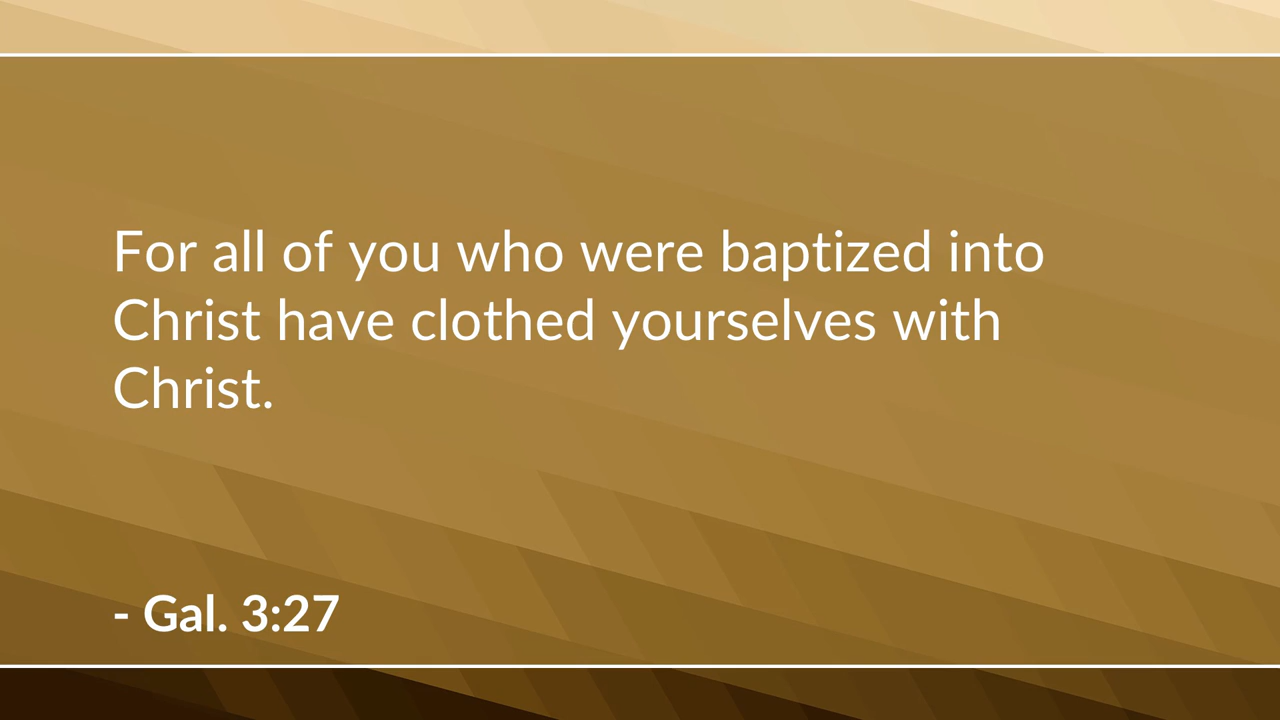 For all of you who were baptized into
Christ have clothed yourselves with
Christ.
- Gal. 3:27